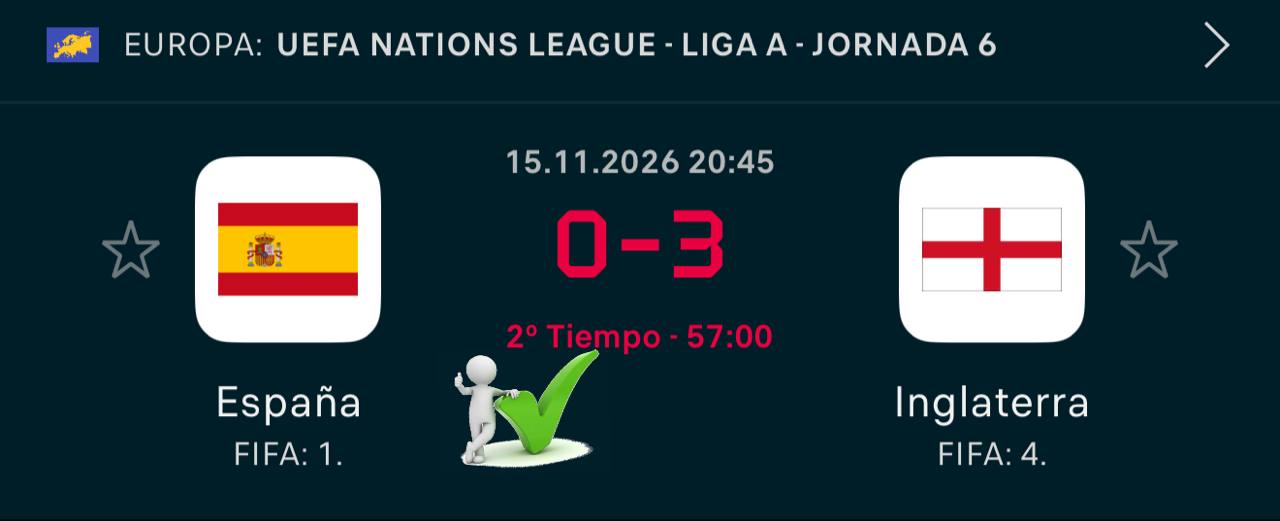 EUROPA: UEFA NATIONS LEAGUE - LIGA A - JORNADA 6
15.11.2026 20:45
0-3
2º Tiempo - 57:00
España
FIFA: 1.
Inglaterra
FIFA: 4.